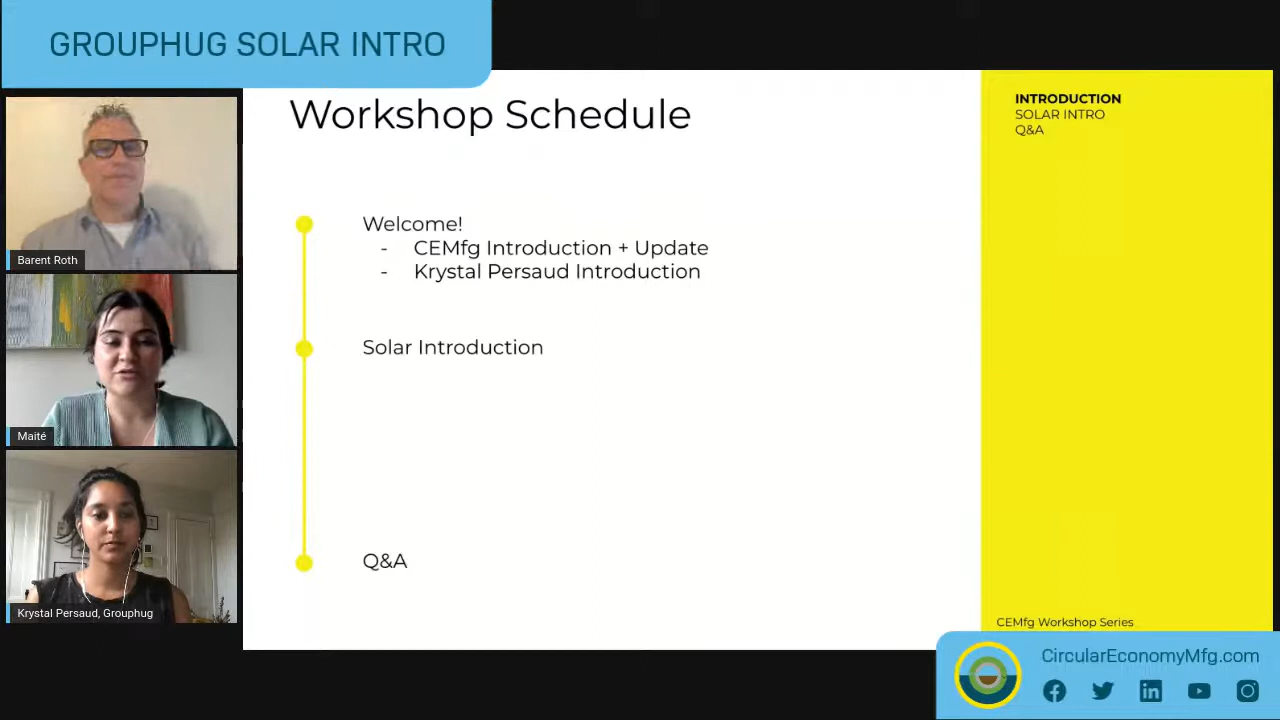 GROUPHUG SOLAR INTRO
Barent Roth
Maité
Krystal Persaud, Grouphug
Workshop Schedule
Welcome!
- CEMfg Introduction + Update
- Krystal Persaud Introduction
Solar Introduction
Q&A
INTRODUCTION
SOLAR INTRO
Q&A
CEMfg Workshop Series
CircularEconomyMfg.com